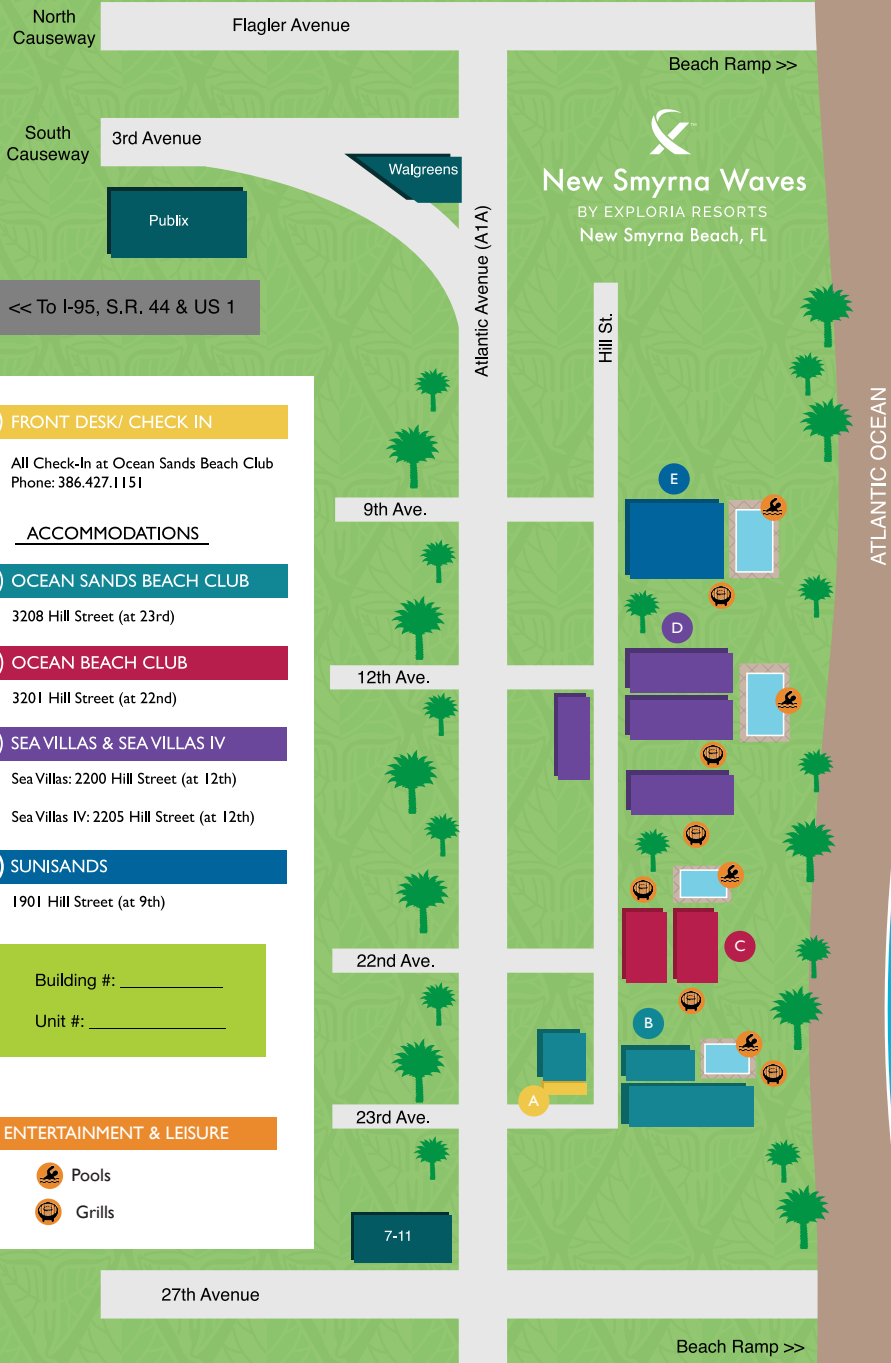 North
Causeway
Flagler Avenue
Beach Ramp >>
South
Causeway
3rd Avenue
Walgreens
Publix
New Smyrna Waves
BY EXPLORIA RESORTS
New Smyrna Beach, FL
<< To I-95, S.R. 44 & US 1
Atlantic Avenue (A1A)
Hill St.
ATLANTIC OCEAN
FRONT DESK/ CHECK IN
All Check-In at Ocean Sands Beach Club
Phone: 386.427.1151
ACCOMMODATIONS
OCEAN SANDS BEACH CLUB
3208 Hill Street (at 23rd)
OCEAN BEACH CLUB
3201 Hill Street (at 22nd)
SEA VILLAS & SEA VILLAS IV
Sea Villas: 2200 Hill Street (at 12th)
Sea Villas IV: 2205 Hill Street (at 12th)
SUNISANDS
1901 Hill Street (at 9th)
Building #: ___________
Unit #: _______________
ENTERTAINMENT & LEISURE
Pools
Grills
9th Ave.
12th Ave.
22nd Ave.
23rd Ave.
E
D
C
B
A
7-11
27th Avenue
Beach Ramp >>